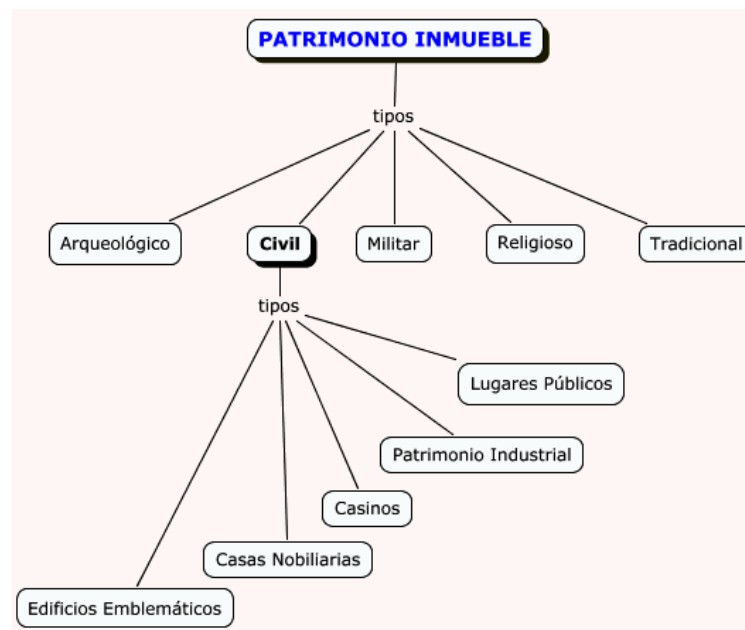 PATRIMONIO INMUEBLE
tipos
Arqueológico
Civil
Militar
Religioso
Tradicional
tipos
Lugares Públicos
Patrimonio Industrial
Casinos
Casas Nobiliarias
Edificios Emblemáticos